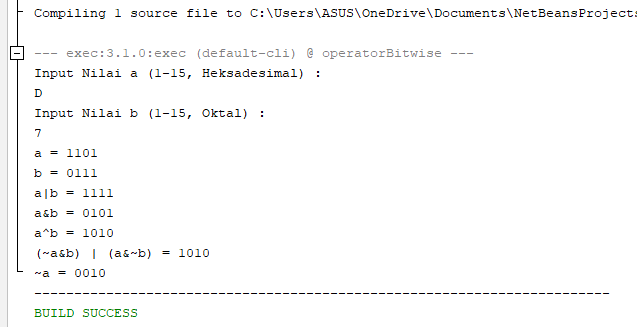 Compiling 1 source file to C:\Users\ASUS\OneDrive\Documents\NetBeansProjects
--- exec:3.1.0:exec (default-cli) @ operatorBitwise ---
Input Nilai a (1-15, Heksadesimal) :
D
Input Nilai b (1-15, Oktal) :
7
a = 1101
b = 0111
a|b = 1111
a&b = 0101
a^b = 1010
(~a&b) | (a&~b) = 1010
~a = 0010
------------------------------------------------------------------------
BUILD SUCCESS